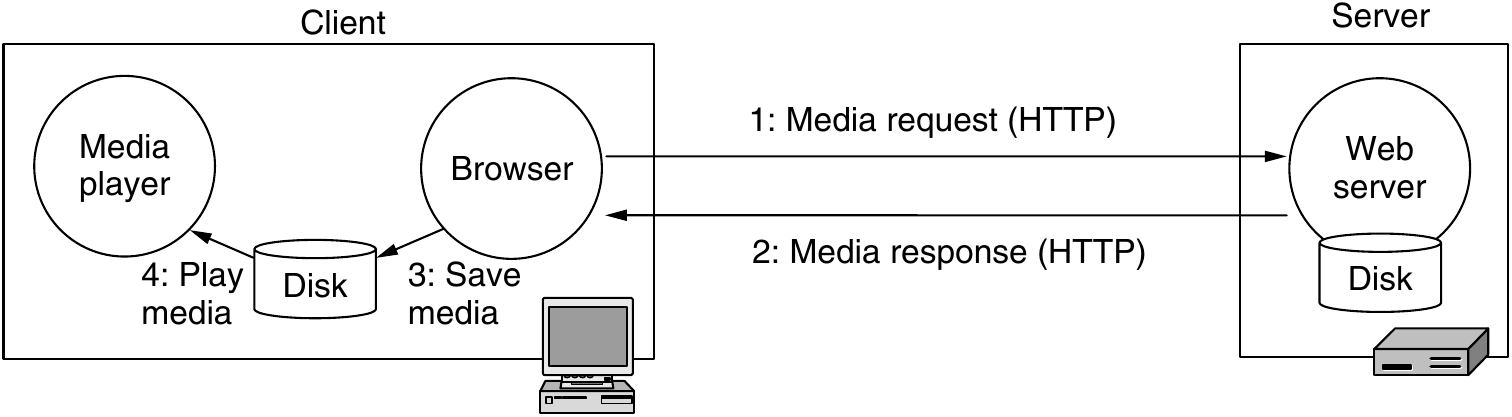 Client
Server
Media
player
Browser
1: Media request (HTTP)
Web
server
2: Media response (HTTP)
4: Play
media
Disk
3: Save
media
Disk